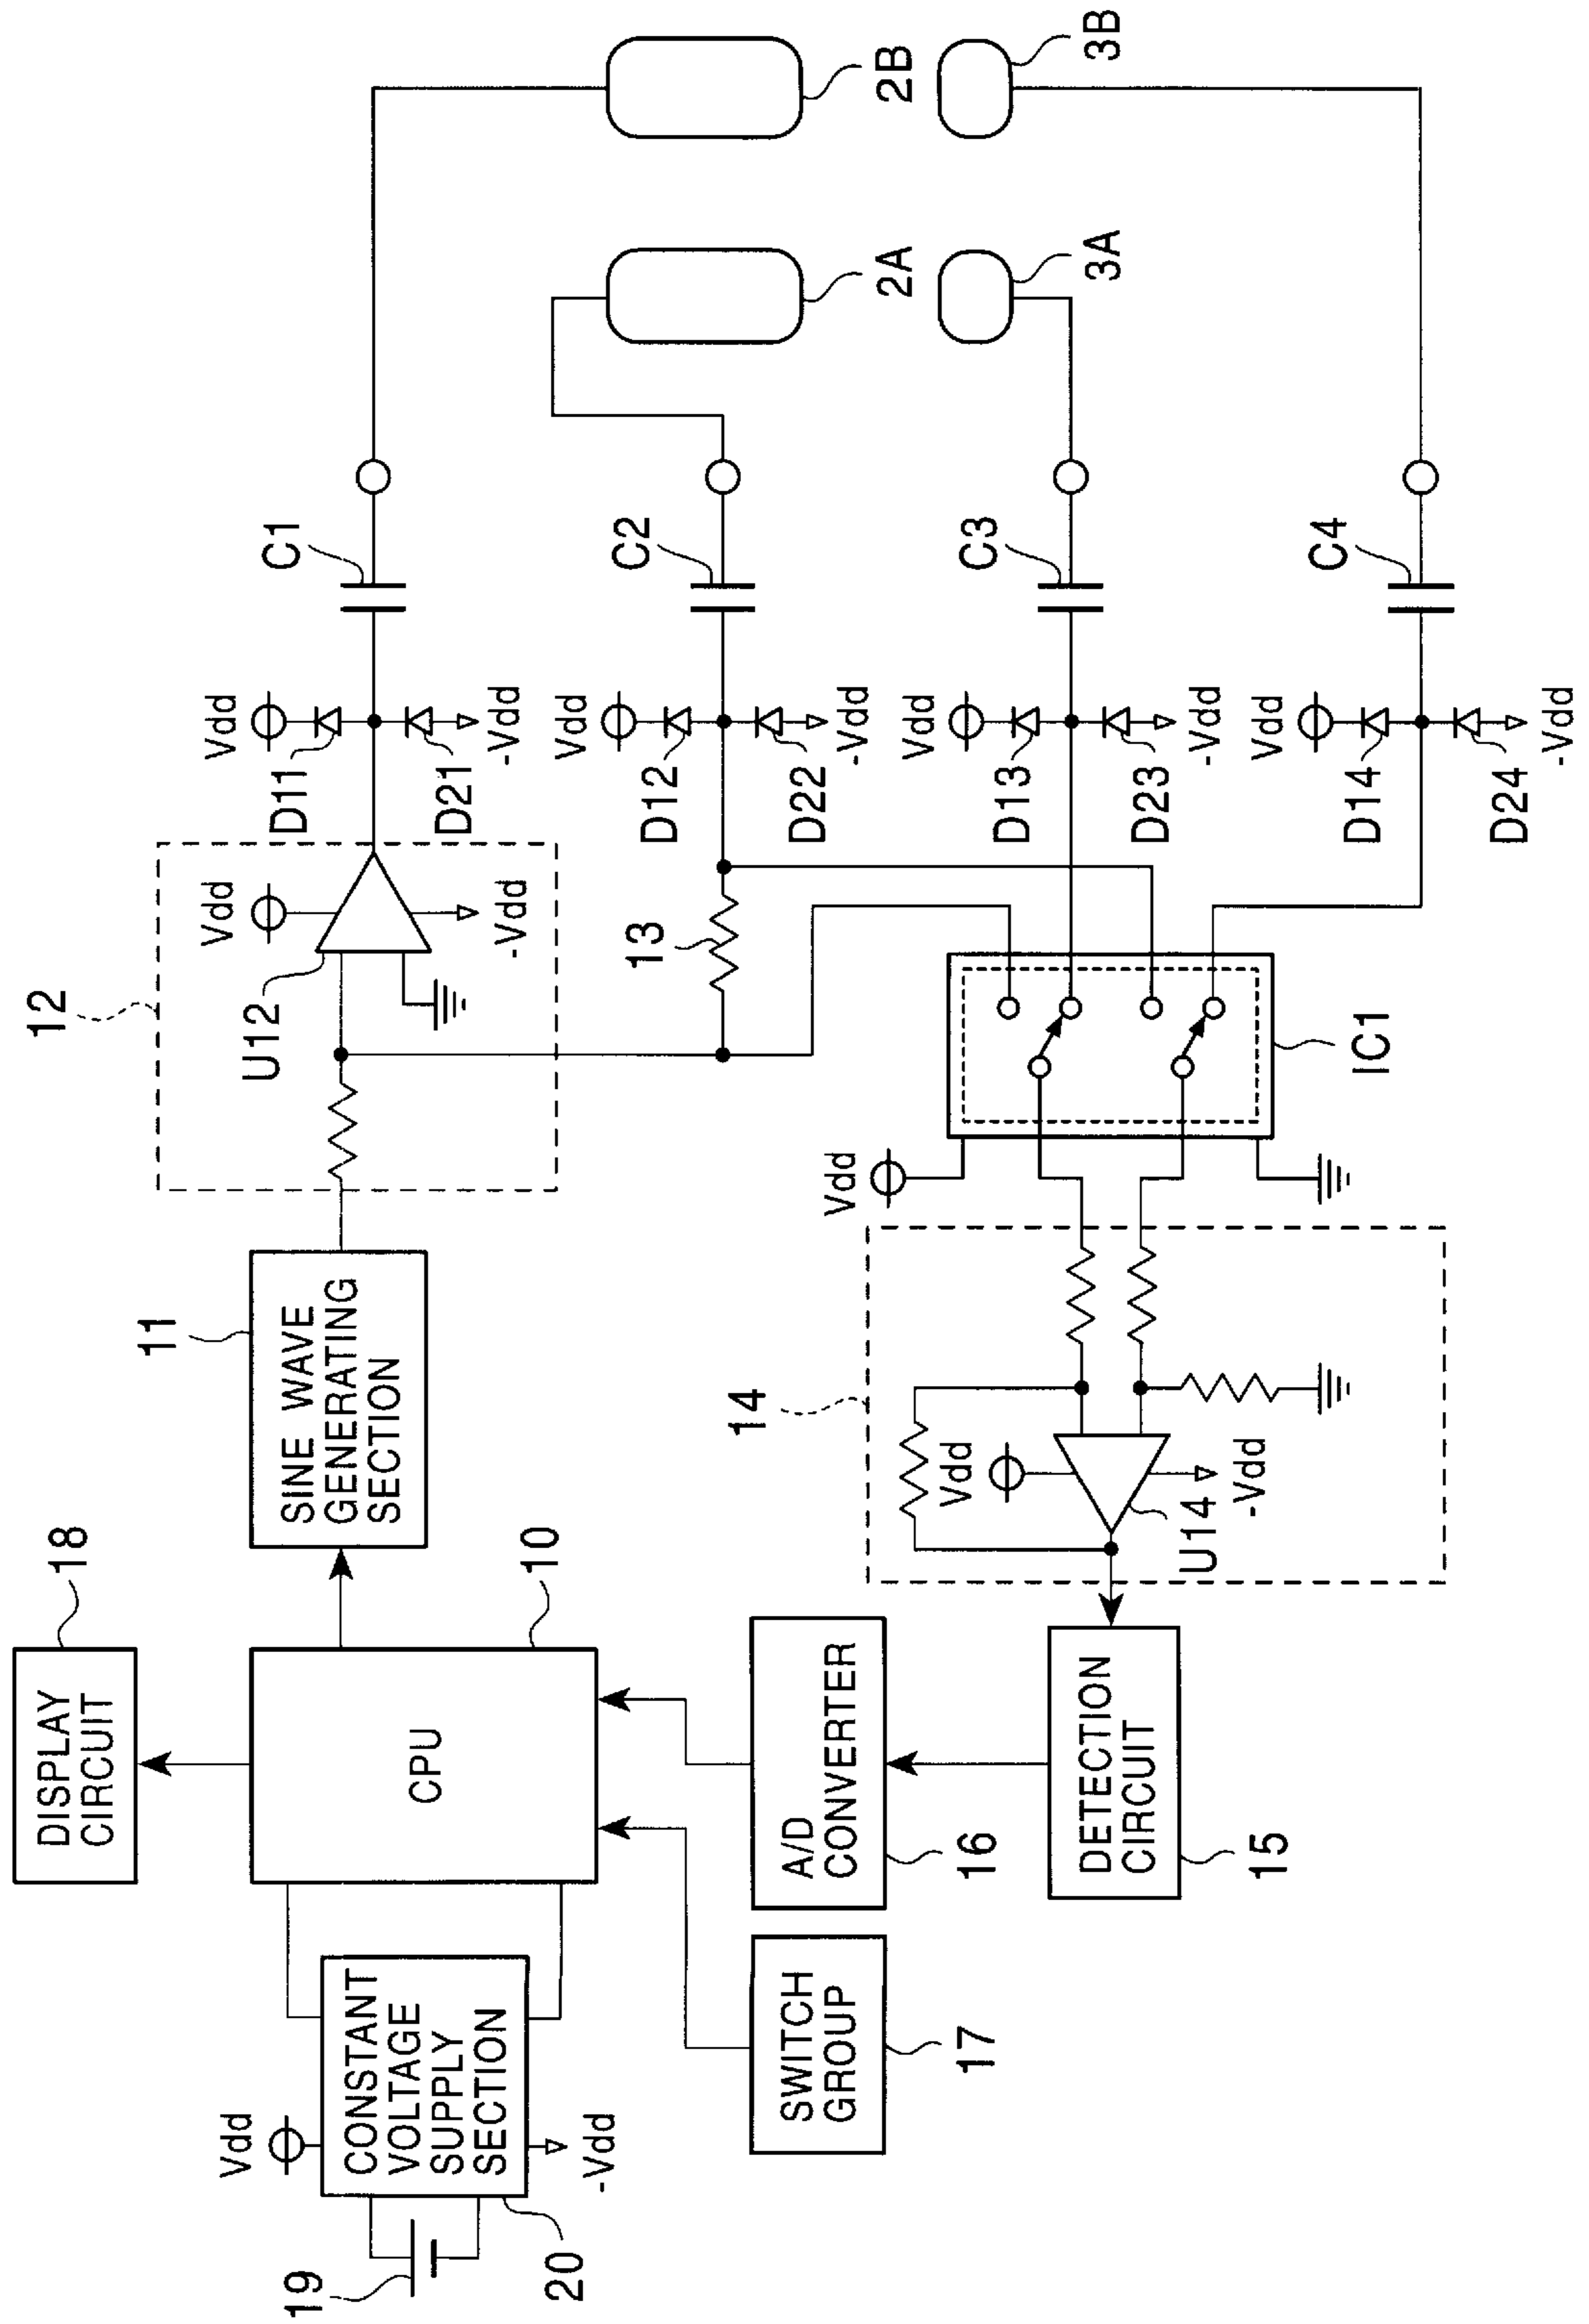 19
20
Vdd
CONSTANT
VOLTAGE
SUPPLY
SECTION
-Vdd
DISPLAY
CIRCUIT
18
CPU
10
SWITCH
GROUP
17
A/D
CONVERTER
16
DETECTION
CIRCUIT
15
11
SINE WAVE
GENERATING
SECTION
14
Vdd
U14
-Vdd
12
U12
Vdd
-Vdd
13
Vdd
IC1
Vdd
D11
D21
-Vdd
Vdd
D12
D22
-Vdd
Vdd
D13
D23
-Vdd
Vdd
D14
D24
-Vdd
C1
C2
C3
C4
2A
3A
2B
3B